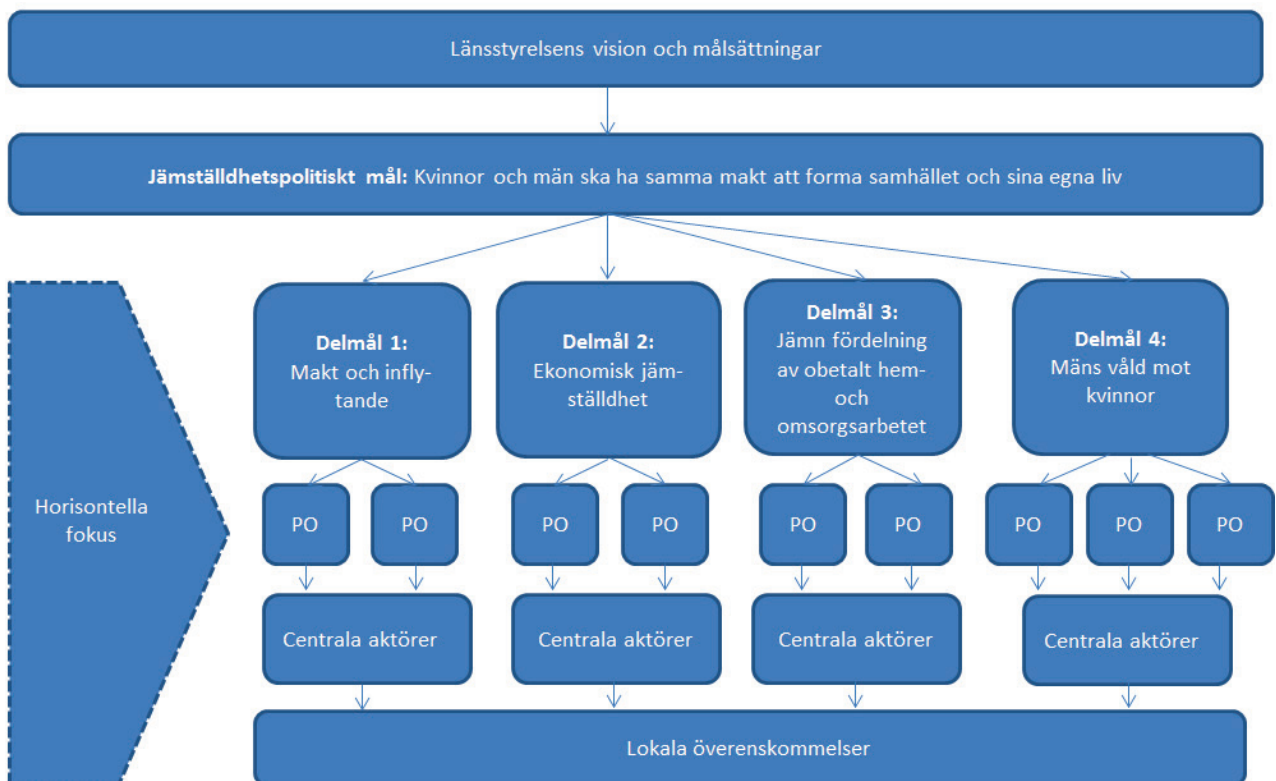 Länsstyrelsens vision och målsättningar
Jämställdhetspolitiskt mål: Kvinnor och män ska ha samma makt att forma samhället och sina egna liv
Horisontella
fokus
Delmål 1:
Makt och infly-
tande
Delmål 2:
Ekonomisk jäm-
ställdhet
Delmål 3:
Jämn fördelning
av obetalt hem-
och
omsorgsarbetet
Delmål 4:
Mäns våld mot
kvinnor
PO
PO
PO
PO
PO
PO
PO
PO
PO
Centrala aktörer
Centrala aktörer
Centrala aktörer
Centrala aktörer
Lokala överenskommelser